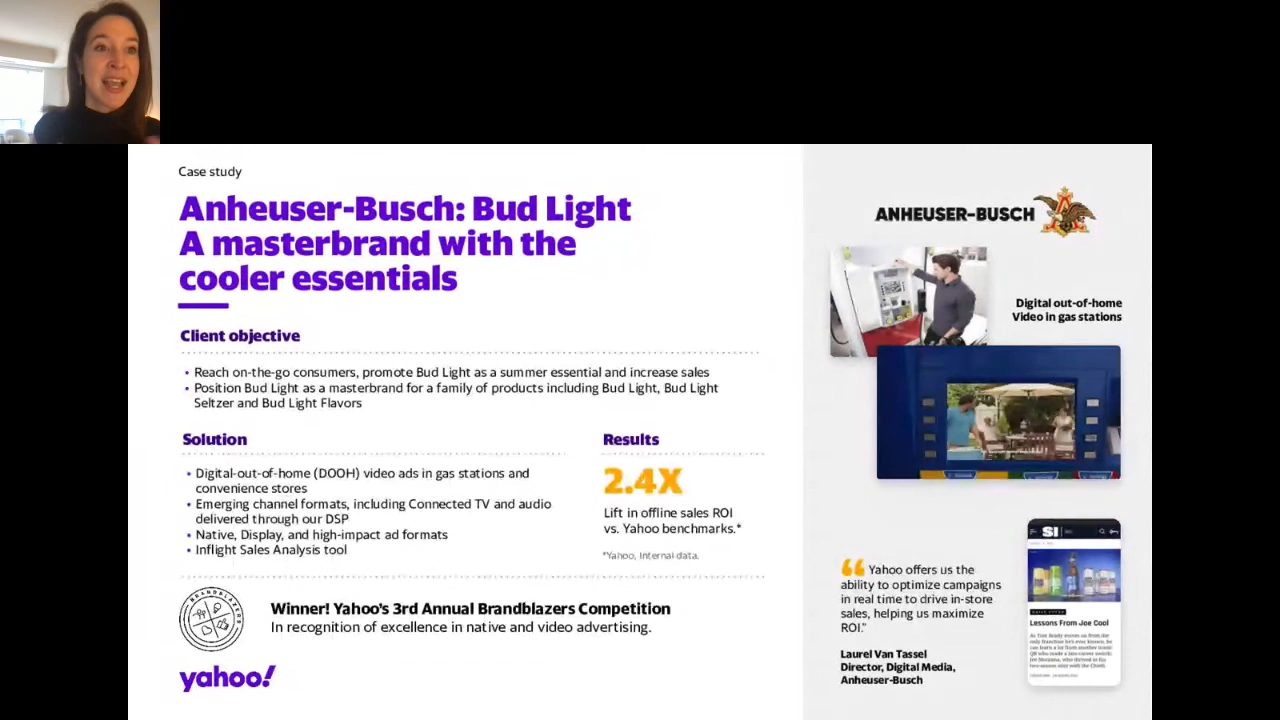 Case study
Anheuser-Busch: Bud Light
A masterbrand with the
cooler essentials
Client objective
• Reach on-the-go consumers, promote Bud Light as a summer essential and increase sales
• Position Bud Light as a masterbrand for a family of products including Bud Light, Bud Light
Seltzer and Bud Light Flavors
Solution
• Digital-out-of-home (DOOH) video ads in gas stations and
convenience stores
• Emerging channel formats, including Connected TV and audio
delivered through our DSP
• Native, Display, and high-impact ad formats
• Inflight Sales Analysis tool
Results
2.4X
Lift in offline sales ROI
vs. Yahoo benchmarks.*
*Yahoo, Internal data.
BRANDBLAZERS
Winner! Yahoo's 3rd Annual Brandblazers Competition
In recognition of excellence in native and video advertising.
yahoo!
ANHEUSER-BUSCH
Digital out-of-home
Video in gas stations
“ Yahoo offers us the
ability to optimize campaigns
in real time to drive in-store
sales, helping us maximize
ROI.”
Laurel Van Tassel
Director, Digital Media,
Anheuser-Busch
SI
Lessons From Joe Cool